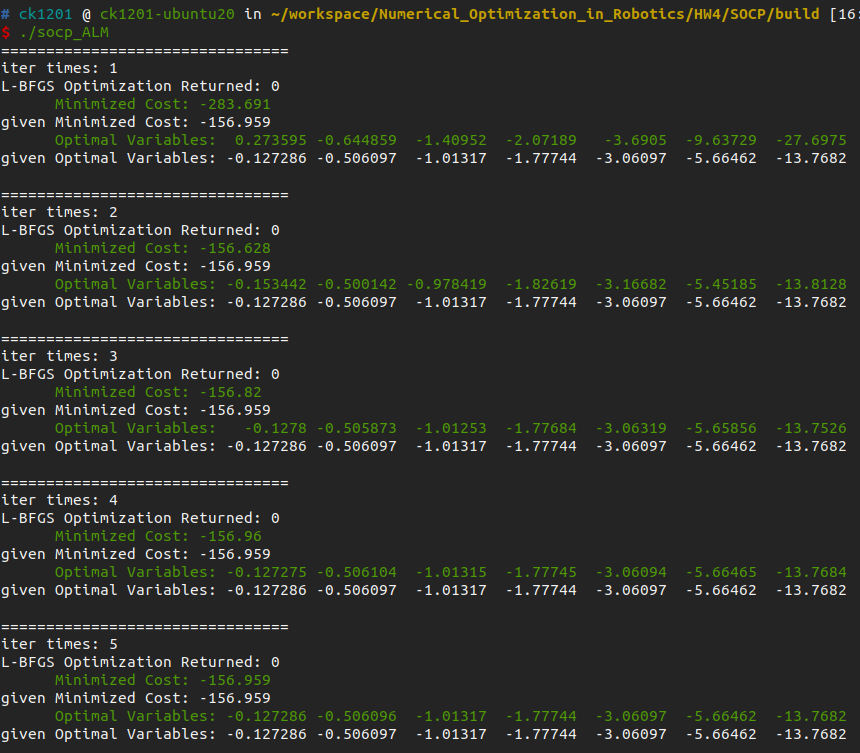 # ck1201 @ ck1201-ubuntu20 in ~/workspace/Numerical_Optimization_in_Robotics/HW4/SOCP/build [16:
$ ./socp_ALM
================================
iter times: 1
L-BFGS Optimization Returned: 0
Minimized Cost: -283.691
given Minimized Cost: -156.959
Optimal Variables:  0.273595 -0.644859  -1.40952  -2.07189   -3.6905  -9.63729  -27.6975
given Optimal Variables: -0.127286 -0.506097  -1.01317  -1.77744  -3.06097  -5.66462  -13.7682
================================
iter times: 2
L-BFGS Optimization Returned: 0
Minimized Cost: -156.628
given Minimized Cost: -156.959
Optimal Variables: -0.153442 -0.500142 -0.978419  -1.82619  -3.16682  -5.45185  -13.8128
given Optimal Variables: -0.127286 -0.506097  -1.01317  -1.77744  -3.06097  -5.66462  -13.7682
================================
iter times: 3
L-BFGS Optimization Returned: 0
Minimized Cost: -156.82
given Minimized Cost: -156.959
Optimal Variables:   -0.1278 -0.505873  -1.01253  -1.77684  -3.06319  -5.65856  -13.7526
given Optimal Variables: -0.127286 -0.506097  -1.01317  -1.77744  -3.06097  -5.66462  -13.7682
================================
iter times: 4
L-BFGS Optimization Returned: 0
Minimized Cost: -156.96
given Minimized Cost: -156.959
Optimal Variables: -0.127275 -0.506104  -1.01315  -1.77745  -3.06094  -5.66465  -13.7684
given Optimal Variables: -0.127286 -0.506097  -1.01317  -1.77744  -3.06097  -5.66462  -13.7682
================================
iter times: 5
L-BFGS Optimization Returned: 0
Minimized Cost: -156.959
given Minimized Cost: -156.959
Optimal Variables: -0.127286 -0.506096  -1.01317  -1.77744  -3.06097  -5.66462  -13.7682
given Optimal Variables: -0.127286 -0.506097  -1.01317  -1.77744  -3.06097  -5.66462  -13.7682